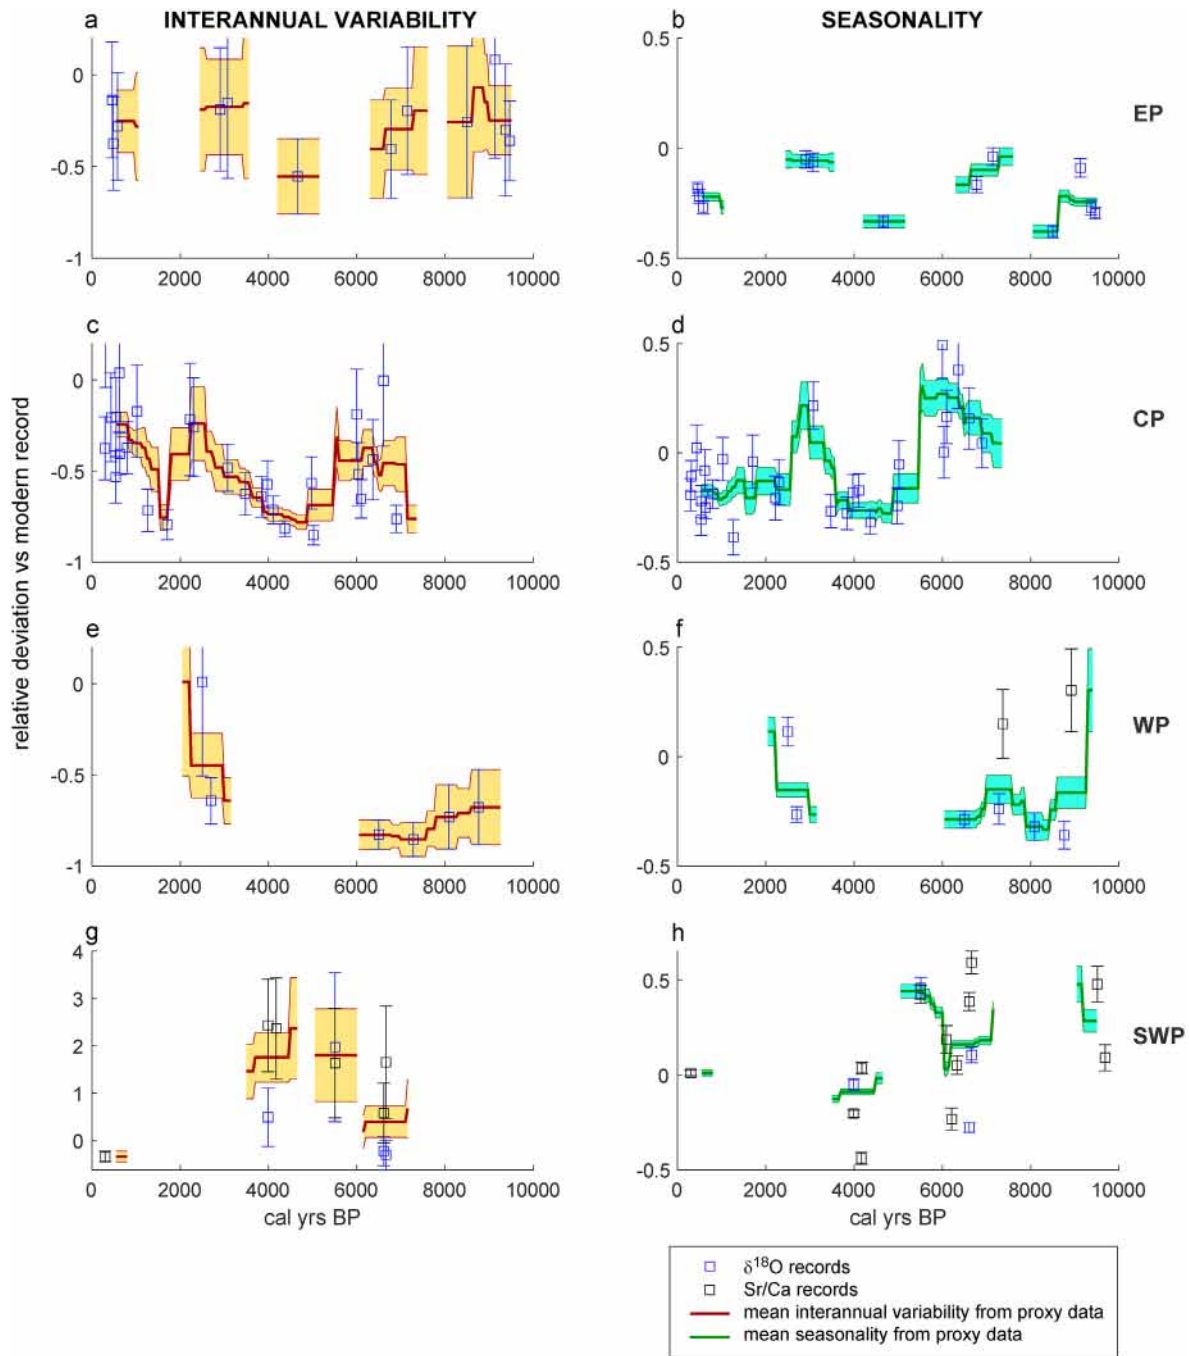 INTERANNUAL VARIABILITY
SEASONALITY
a
0
-0.5
-1
0 2000 4000 6000 8000 10000
b
0.5
0
-0.5
0 2000 4000 6000 8000 10000
EP
c
0
-0.5
-1
0 2000 4000 6000 8000 10000
d
0.5
0
-0.5
0 2000 4000 6000 8000 10000
CP
relative deviation vs modern record
e
0
-0.5
-1
0 2000 4000 6000 8000 10000
f
0.5
0
-0.5
0 2000 4000 6000 8000 10000
WP
g
4
3
2
1
0
0 2000 4000 6000 8000 10000
cal yrs BP
h
0.5
0
-0.5
0 2000 4000 6000 8000 10000
cal yrs BP
SWP
δ¹⁸O records
Sr/Ca records
mean interannual variability from proxy data
mean seasonality from proxy data